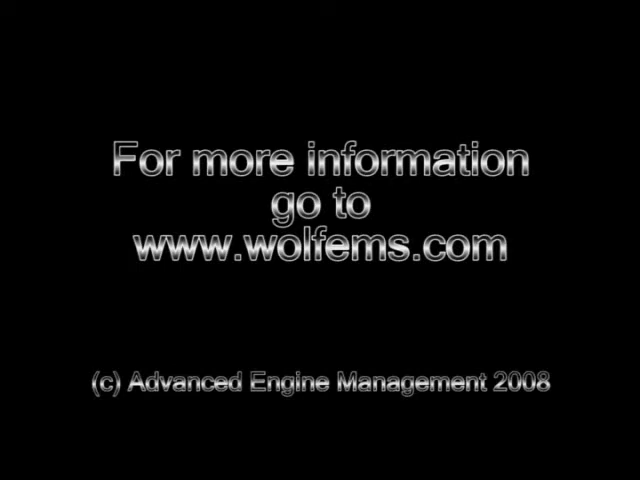 For more information
go to
www.wolfems.com
(c) Advanced Engine Management 2008